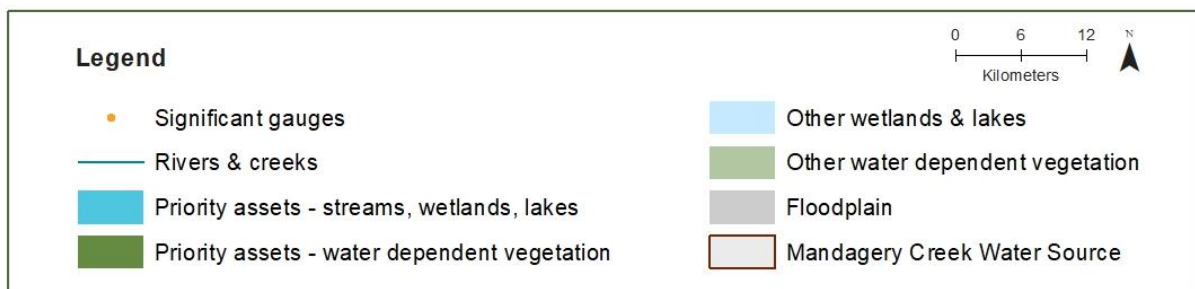 Legend
0 6 12
N
Kilometers
Significant gauges
Rivers & creeks
Priority assets - streams, wetlands, lakes
Priority assets - water dependent vegetation
Other wetlands & lakes
Other water dependent vegetation
Floodplain
Mandagery Creek Water Source